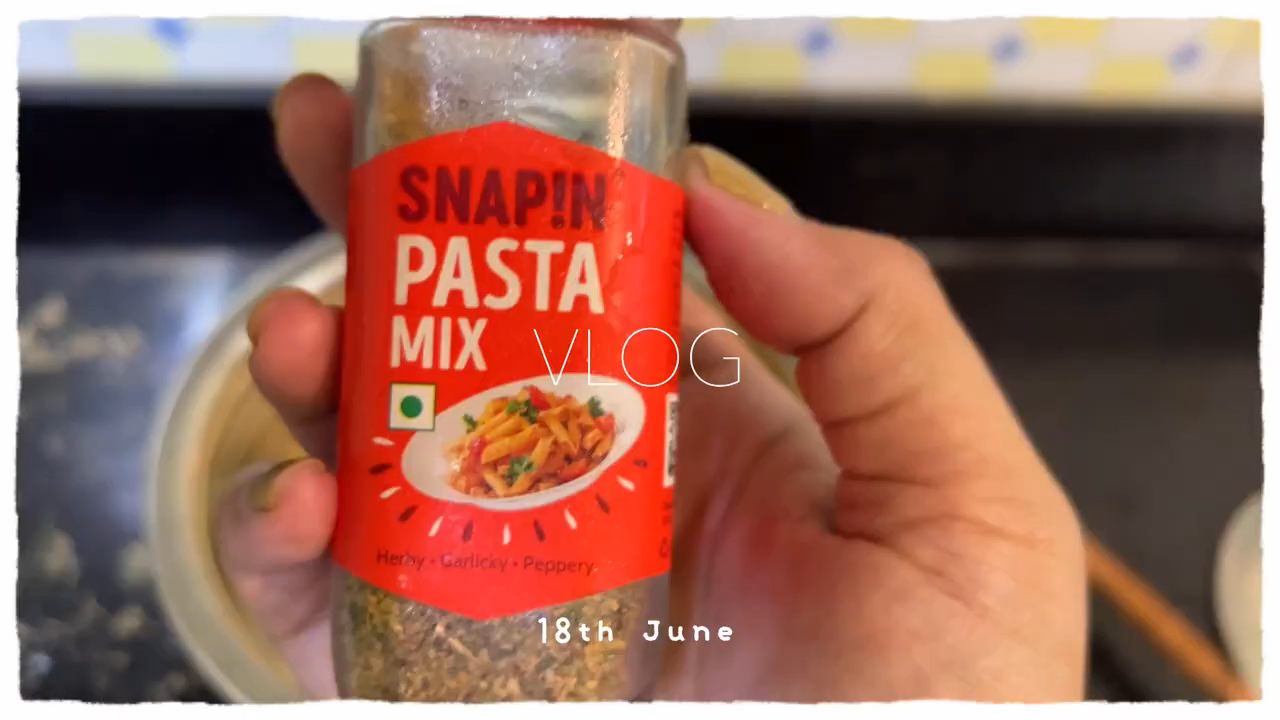 SNAP!N
PASTA
MIX
VLOG
Herby • Garlicky • Peppery
18th June